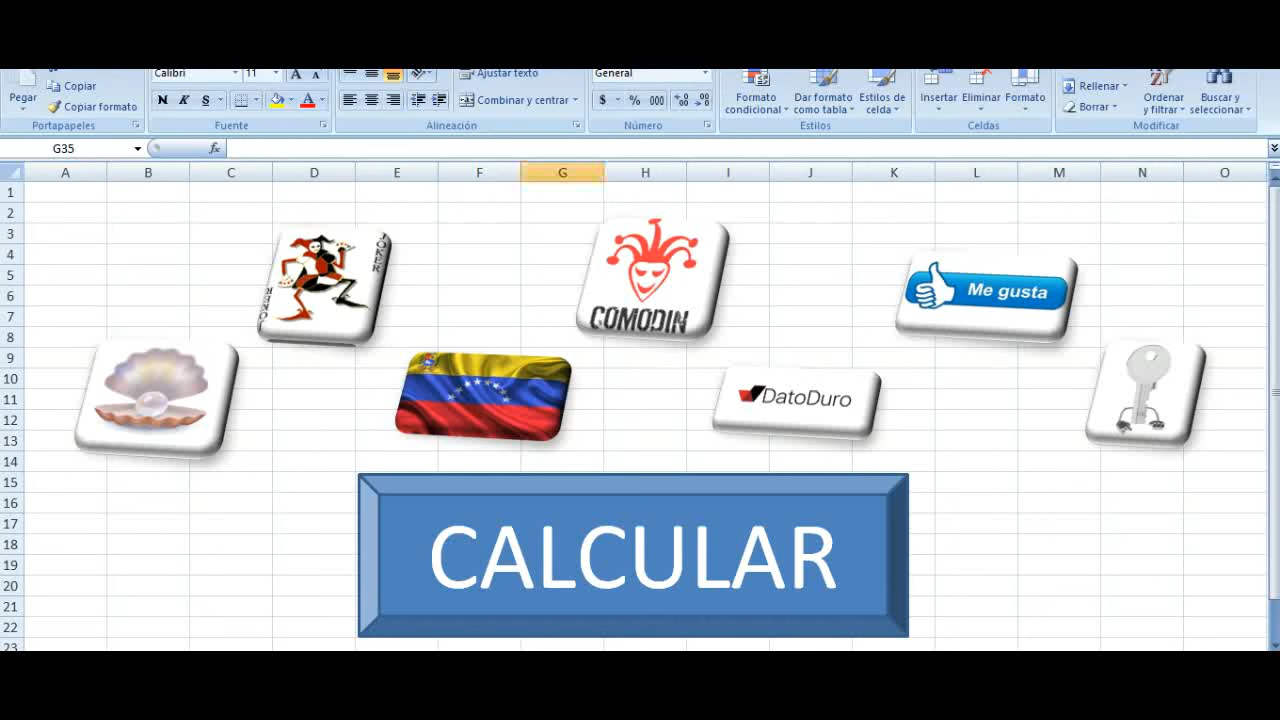 Calibri 11 A A Ajustar texto General
Copiar
Pegar
Copiar formato
N K S A Combinar y centrar $ % 000
Formato condicional Dar formato como tabla Estilos de celda
Insertar Eliminar Formato
Rellenar
Borrar
Ordenar y filtrar Buscar y seleccionar
Portapapeles Fuente Alineación Número Estilos Celdas Modificar
G35 fx
A B C D E F G H I J K L M N O
1
2
3
4
5
6
7
8
9
10
11
12
13
14
15
16
17
18
19
20
21
22
23
JOKER
JOKER
COMODIN
Me gusta
DatoDuro
CALCULAR